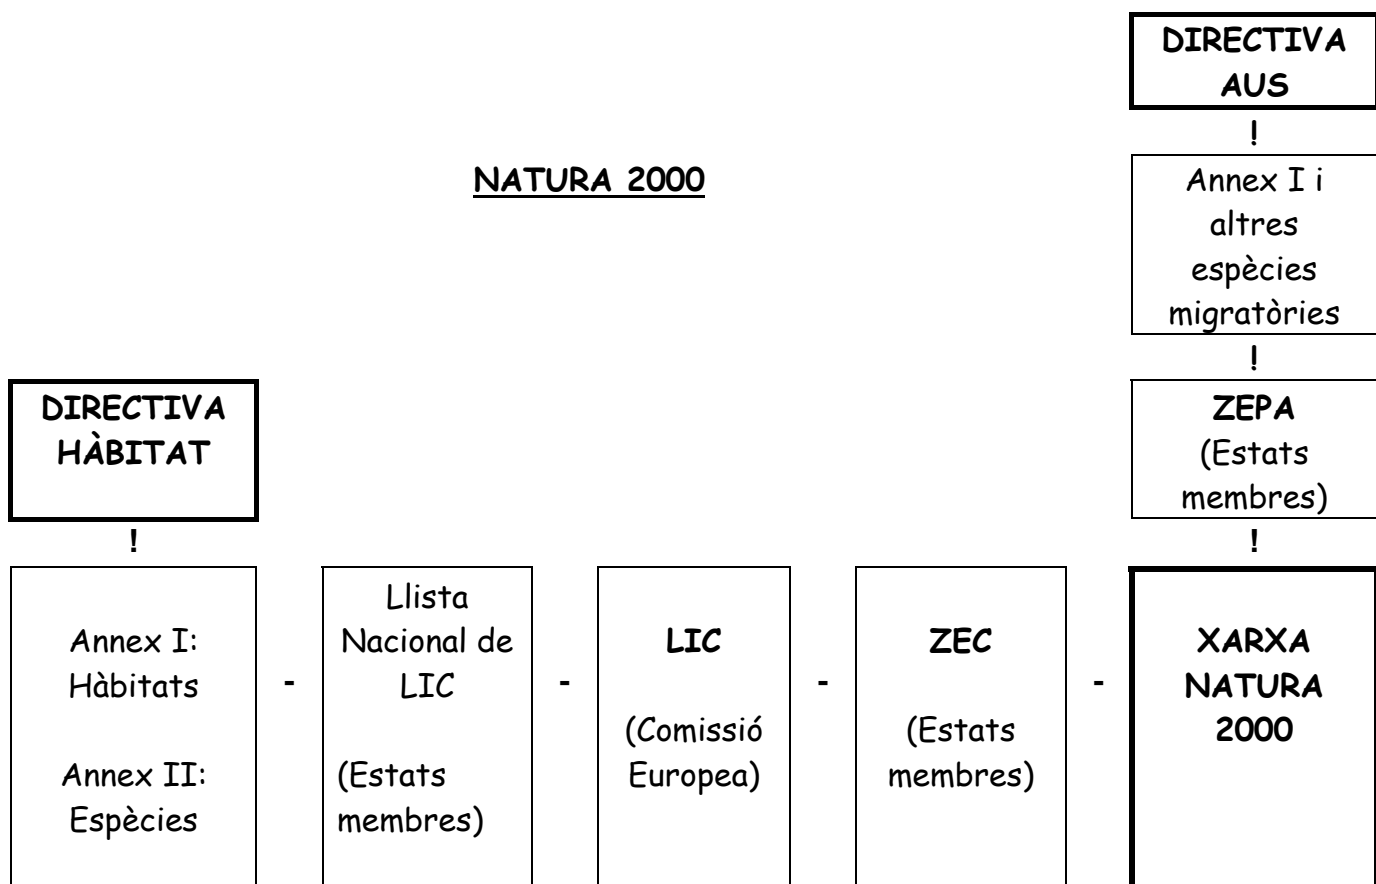 DIRECTIVA
AUS
!
NATURA 2000
Annex I i
altres
espècies
migratòries
!
DIRECTIVA
HÀBITAT
ZEPA
(Estats
membres)
!
!
Annex I:
Hàbitats
Annex II:
Espècies
-
Llista
Nacional de
LIC
(Estats
membres)
-
LIC
(Comissió
Europea)
-
ZEC
(Estats
membres)
-
XARXA
NATURA
2000